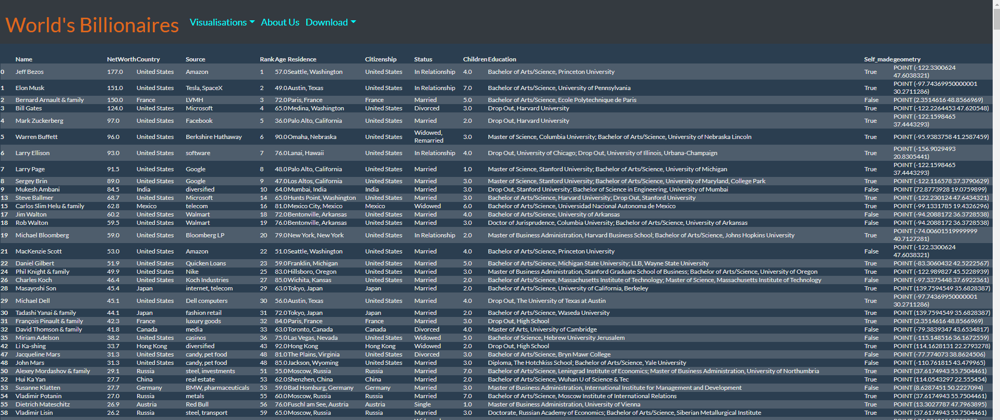 World's Billionaires Visualisations About Us Download
Name NetWorth Country Source Rank Age Residence Citizenship Status Children Education Self_made geometry
0 Jeff Bezos 177.0 United States Amazon 1 57.0 Seattle, Washington United States In Relationship 4.0 Bachelor of Arts/Science, Princeton University True POINT (-122.3300624 47.6038321)
1 Elon Musk 151.0 United States Tesla, SpaceX 2 49.0 Austin, Texas United States In Relationship 7.0 Bachelor of Arts/Science, University of Pennsylvania True POINT (-97.74369950000001 30.2711286)
2 Bernard Arnault & family 150.0 France LVMH 3 72.0 Paris, France France Married 5.0 Bachelor of Arts/Science, Ecole Polytechnique de Paris False POINT (2.3514616 48.8566969)
3 Bill Gates 124.0 United States Microsoft 4 65.0 Medina, Washington United States Divorced 3.0 Drop Out, Harvard University True POINT (-122.2264453 47.620548)
4 Mark Zuckerberg 97.0 United States Facebook 5 36.0 Palo Alto, California United States Married 2.0 Drop Out, Harvard University True POINT (-122.1598465 37.4443293)
5 Warren Buffett 96.0 United States Berkshire Hathaway 6 90.0 Omaha, Nebraska United States Widowed, Remarried 3.0 Master of Science, Columbia University; Bachelor of Arts/Science, University of Nebraska Lincoln True POINT (-95.9383758 41.2587459)
6 Larry Ellison 93.0 United States software 7 76.0 Lanai, Hawaii United States In Relationship 4.0 Drop Out, University of Chicago; Drop Out, University of Illinois, Urbana-Champaign True POINT (-156.9029493 20.8305441)
7 Larry Page 91.5 United States Google 8 48.0 Palo Alto, California United States Married 1.0 Master of Science, Stanford University; Bachelor of Arts/Science, University of Michigan True POINT (-122.1598465 37.4443293)
8 Sergey Brin 89.0 United States Google 9 47.0 Los Altos, California United States Married 3.0 Master of Science, Stanford University; Bachelor of Arts/Science, University of Maryland, College Park True POINT (-122.116578 37.3790629)
9 Mukesh Ambani 84.5 India diversified 10 64.0 Mumbai, India India Married 3.0 Drop Out, Stanford University; Bachelor of Science in Engineering, University of Mumbai False POINT (72.8773928 19.0759899)
13 Steve Ballmer 68.7 United States Microsoft 14 65.0 Hunts Point, Washington United States Married 3.0 Bachelor of Arts/Science, Harvard University; Drop Out, Stanford University True POINT (-122.230124 47.6434321)
15 Carlos Slim Helu & family 62.8 Mexico telecom 16 81.0 Mexico City, Mexico Mexico Widowed 6.0 Bachelor of Arts/Science, Universidad Nacional Autonoma de Mexico True POINT (-99.1331785 19.4326296)
17 Jim Walton 60.2 United States Walmart 18 72.0 Bentonville, Arkansas United States Married 4.0 Bachelor of Arts/Science, University of Arkansas False POINT (-94.2088172 36.3728538)
18 Rob Walton 59.5 United States Walmart 19 76.0 Bentonville, Arkansas United States Married 3.0 Doctor of Jurisprudence, Columbia University; Bachelor of Arts/Science, University of Arkansas False POINT (-94.2088172 36.3728538)
19 Michael Bloomberg 59.0 United States Bloomberg LP 20 79.0 New York, New York United States In Relationship 2.0 Master of Business Administration, Harvard Business School; Bachelor of Arts/Science, Johns Hopkins University True POINT (-74.00601519999999 40.7127281)
21 MacKenzie Scott 53.0 United States Amazon 22 51.0 Seattle, Washington United States Married 4.0 Bachelor of Arts/Science, Princeton University False POINT (-122.3300624 47.6038321)
22 Daniel Gilbert 51.9 United States Quicken Loans 23 59.0 Franklin, Michigan United States Married 5.0 Bachelor of Arts/Science, Michigan State University; LLB, Wayne State University True POINT (-83.3060432 42.5222567)
24 Phil Knight & family 49.9 United States Nike 25 83.0 Hillsboro, Oregon United States Married 3.0 Master of Business Administration, Stanford Graduate School of Business; Bachelor of Arts/Science, University of Oregon True POINT (-122.989827 45.5228939)
26 Charles Koch 46.4 United States Koch Industries 27 85.0 Wichita, Kansas United States Married 2.0 Bachelor of Arts/Science, Massachusetts Institute of Technology; Master of Science, Massachusetts Institute of Technology False POINT (-97.3375448 37.6922361)
28 Masayoshi Son 45.4 Japan internet, telecom 29 63.0 Tokyo, Japan Japan Married 2.0 Bachelor of Arts/Science, University of California, Berkeley True POINT (139.7594549 35.6828387)
29 Michael Dell 45.1 United States Dell computers 30 56.0 Austin, Texas United States Married 4.0 Drop Out, The University of Texas at Austin True POINT (-97.74369950000001 30.2711286)
30 Tadashi Yanai & family 44.1 Japan fashion retail 31 72.0 Tokyo, Japan Japan Married 2.0 Bachelor of Arts/Science, Waseda University True POINT (139.7594549 35.6828387)
31 François Pinault & family 42.3 France luxury goods 32 84.0 Paris, France France Married 3.0 Drop Out, High School True POINT (2.3514616 48.8566969)
32 David Thomson & family 41.8 Canada media 33 63.0 Toronto, Canada Canada Divorced 4.0 Master of Arts, University of Cambridge False POINT (-79.3839347 43.6534817)
35 Miriam Adelson 38.2 United States casinos 36 75.0 Las Vegas, Nevada United States Widowed 5.0 Bachelor of Science, Hebrew University Jerusalem False POINT (-115.148516 36.1672559)
42 Li Ka-shing 33.7 Hong Kong diversified 43 92.0 Hong Kong Hong Kong Widowed 2.0 Drop Out, High School True POINT (114.1628131 22.2793278)
47 Jacqueline Mars 31.3 United States candy, pet food 48 81.0 The Plains, Virginia United States Divorced 3.0 Bachelor of Arts/Science, Bryn Mawr College False POINT (-77.774073 38.8624506)
48 John Mars 31.3 United States candy, pet food 48 85.0 Jackson, Wyoming United States Married 3.0 Diploma, The Hotchkiss School; Bachelor of Arts/Science, Yale University False POINT (-110.761815 43.479965)
50 Alexey Mordashov & family 29.1 Russia steel, investments 51 55.0 Moscow, Russia Russia Married 7.0 Bachelor of Arts/Science, Leningrad Institute of Economics; Master of Business Administration, University of Northumbria True POINT (37.6174943 55.7504461)
52 Hui Ka Yan 27.7 China real estate 53 62.0 Shenzhen, China China Married 2.0 Bachelor of Arts/Science, Wuhan U of Science & Tec True POINT (114.0543297 22.555454)
53 Susanne Klatten 27.7 Germany BMW, pharmaceuticals 53 59.0 Bad Homburg, Germany Germany Married 3.0 Master of Business Administration, International Institute for Management and Development False POINT (8.6287451 50.2227094)
54 Vladimir Potanin 27.0 Russia metals 55 60.0 Moscow, Russia Russia Married 7.0 Bachelor of Arts/Science, Moscow Institute of International Relations True POINT (37.6174943 55.7504461)
55 Dietrich Mateschitz 26.9 Austria Red Bull 56 76.0 Fuschl am See, Austria Austria Single 1.0 Master of Business Administration, University of Vienna True POINT (13.3027787 47.7963895)
58 Vladimir Lisin 26.2 Russia steel, transport 59 65.0 Moscow, Russia Russia Married 3.0 Doctorate, Russian Academy of Economics; Bachelor of Arts/Science, Siberian Metallurgical Institute True POINT (37.6174943 55.7504461)